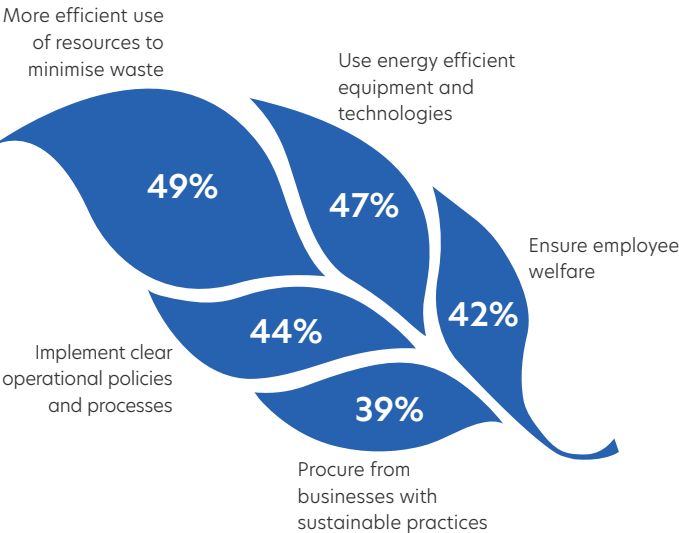 More efficient use
of resources to
minimise waste
49%
Use energy efficient
equipment and
technologies
47%
Ensure employee
welfare
42%
44%
Implement clear
operational policies
and processes
39%
Procure from
businesses with
sustainable practices